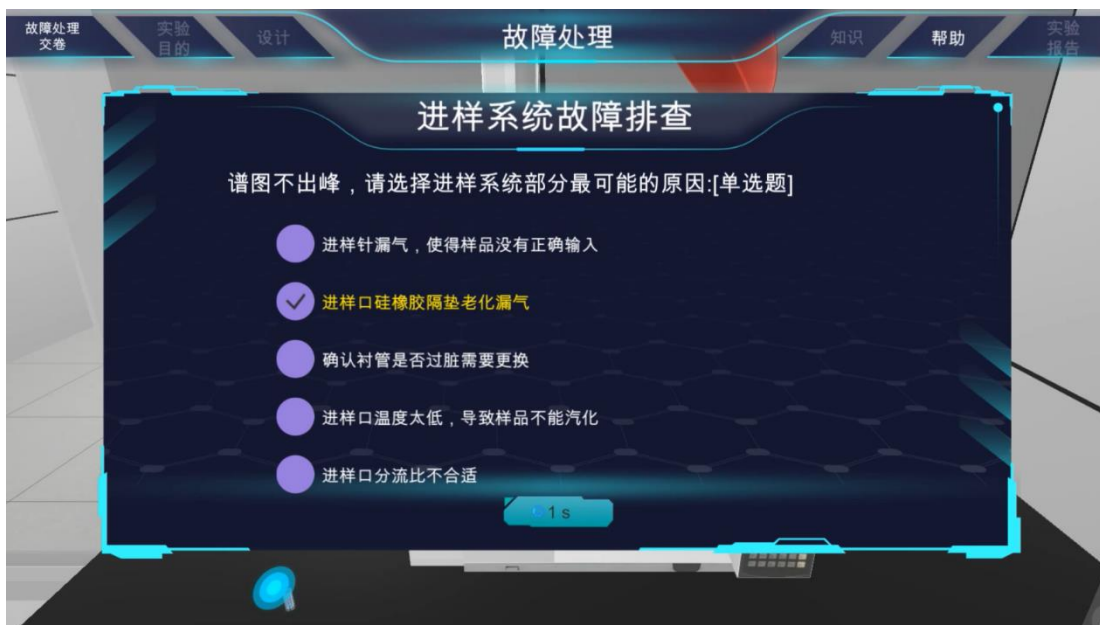 故障处理
交卷
实验
目的
设计
故障处理
知识
帮助
实验
报告
进样系统故障排查
谱图不出峰，请选择进样系统部分最可能的原因:[单选题]
进样针漏气，使得样品没有正确输入
进样口硅橡胶隔垫老化漏气
确认衬管是否过脏需要更换
进样口温度太低，导致样品不能汽化
进样口分流比不合适
1 s